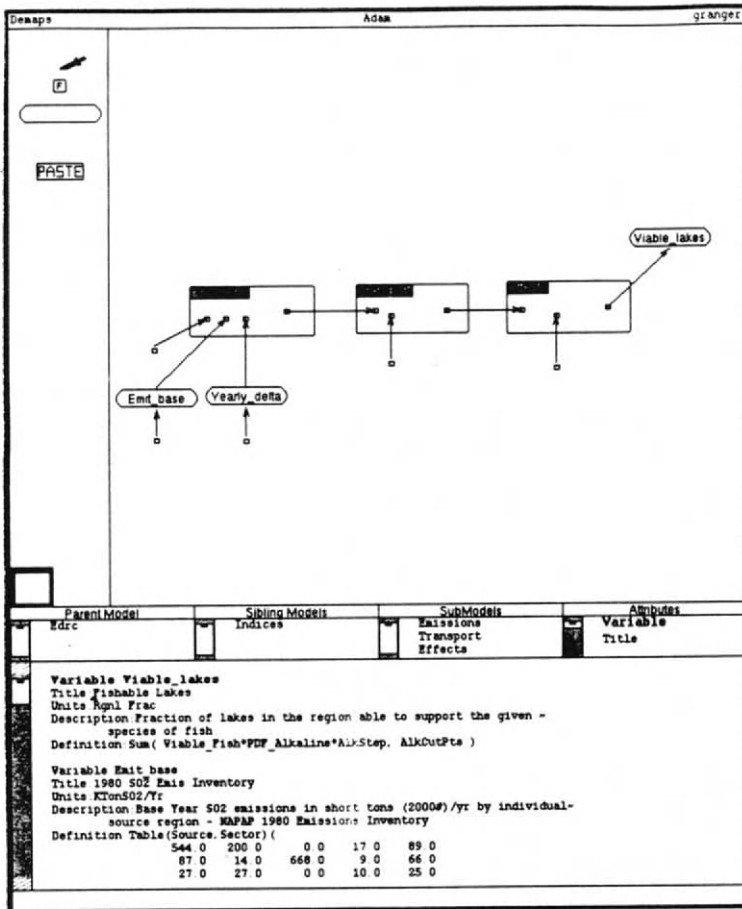 Demaps Adam granger
F
PASTE
Viable_lakes
Emit_base Yearly_delta
Parent Model Sibling Models SubModels Attributes
Edrc Indices Emissions Variable
Transport Title
Effects
Variable Viable_lakes
Title Fishable Lakes
Units Rgnl Frac
Description Fraction of lakes in the region able to support the given -
species of fish
Definition Sum( Viable_Fish*PDF_Alkaline*AlkStep, AlkCutPts )
Variable Emit_base
Title 1980 SO2 Emis Inventory
Units KTonSO2/Yr
Description Base Year SO2 emissions in short tons (2000#)/yr by individual-
source region - NAPAP 1980 Emissions Inventory
Definition Table(Source,Sector)(
544.0 200.0 0.0 17.0 89.0
87.0 14.0 668.0 9.0 66.0
27.0 27.0 0.0 10.0 25.0